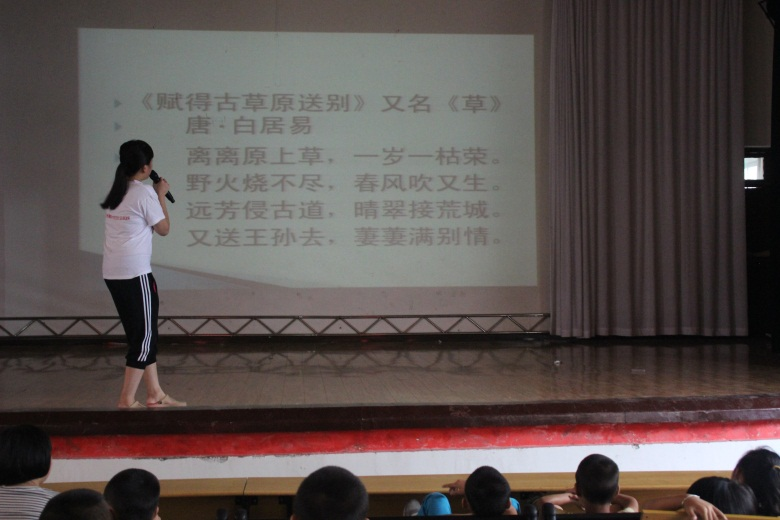 《赋得古草原送别》又名《草》
唐·白居易
离离原上草，一岁一枯荣。
野火烧不尽，春风吹又生。
远芳侵古道，晴翠接荒城。
又送王孙去，萋萋满别情。